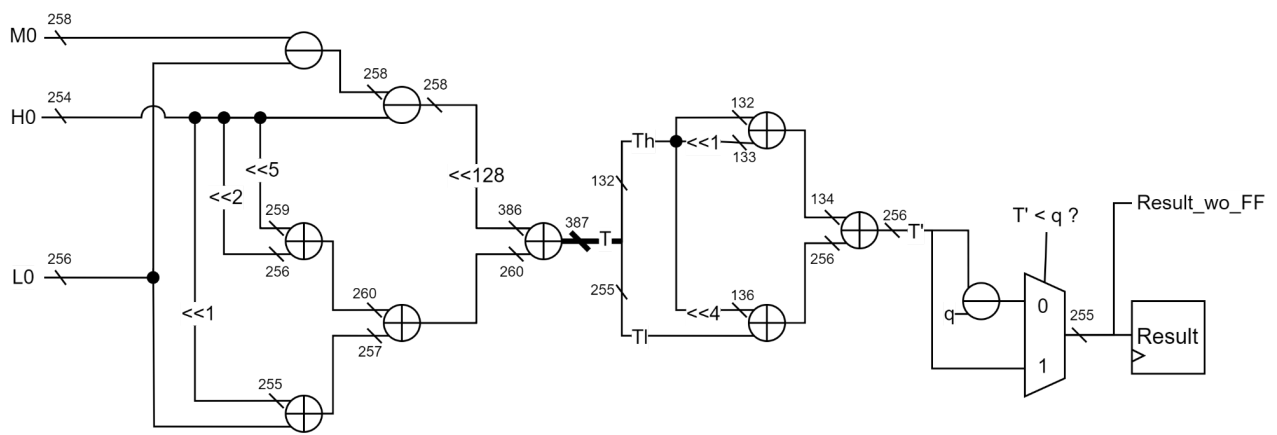 M0
258
H0
254
L0
256
<<1
<<2
<<5
259
256
255
260
257
258
258
<<128
386
260
387
T
132
255
Th
Tl
<<1
<<4
132
133
136
134
256
256
T'
q
T' < q ?
0
1
255
Result_wo_FF
Result